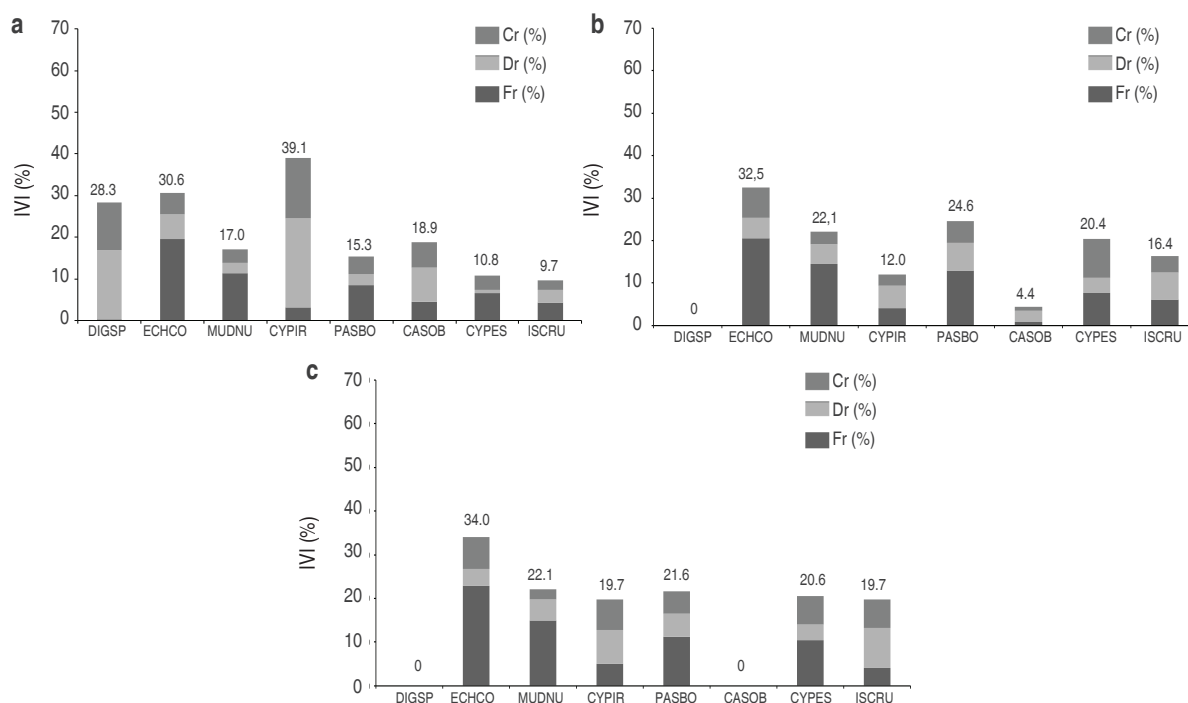 a
70
60
50
40
30
20
10
0
IVI (%)
Cr (%)
Dr (%)
Fr (%)
28.3
30.6
17.0
39.1
15.3
18.9
10.8
9.7
DIGSP ECHCO MUDNU CYPIR PASBO CASOB CYPES ISCRU
b
70
60
50
40
30
20
10
0
IVI (%)
Cr (%)
Dr (%)
Fr (%)
0
32,5
22,1
12.0
24.6
4.4
20.4
16.4
DIGSP ECHCO MUDNU CYPIR PASBO CASOB CYPES ISCRU
c
70
60
50
40
30
20
10
0
IVI (%)
Cr (%)
Dr (%)
Fr (%)
0
34.0
22.1
19.7
21.6
0
20.6
19.7
DIGSP ECHCO MUDNU CYPIR PASBO CASOB CYPES ISCRU